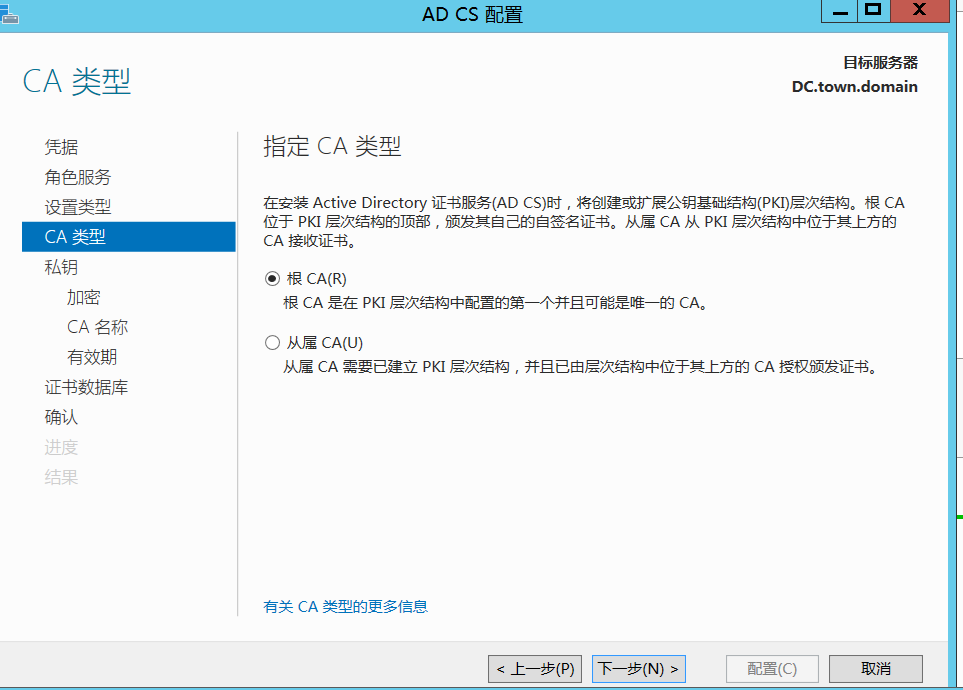 AD CS 配置
CA 类型
目标服务器
DC.town.domain
凭据
角色服务
设置类型
CA 类型
私钥
加密
CA 名称
有效期
证书数据库
确认
进度
结果
指定 CA 类型
在安装 Active Directory 证书服务(AD CS)时，将创建或扩展公钥基础结构(PKI)层次结构。根 CA
位于 PKI 层次结构的顶部，颁发其自己的自签名证书。从属 CA 从 PKI 层次结构中位于其上方的
CA 接收证书。
根 CA(R)
根 CA 是在 PKI 层次结构中配置的第一个并且可能是唯一的 CA。
从属 CA(U)
从属 CA 需要已建立 PKI 层次结构，并且已由层次结构中位于其上方的 CA 授权颁发证书。
有关 CA 类型的更多信息
< 上一步(P)
下一步(N) >
配置(C)
取消